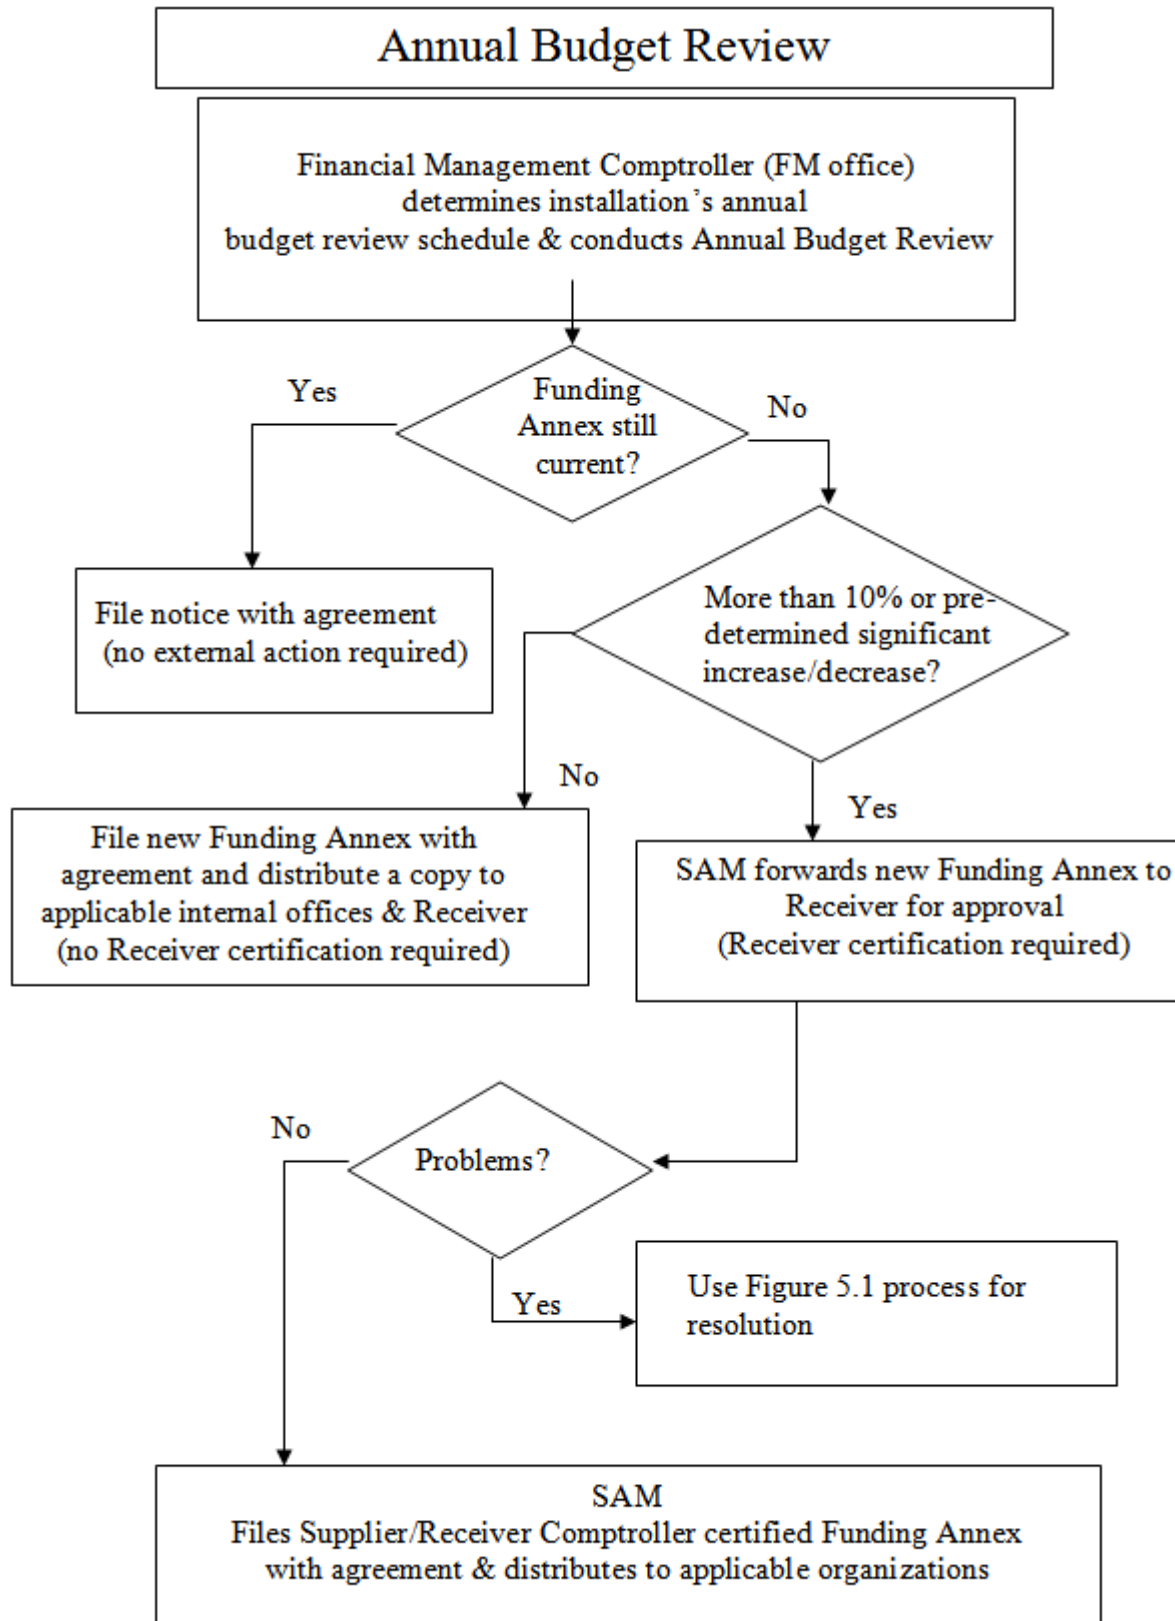 Annual Budget Review
Financial Management Comptroller (FM office)
determines installation’s annual
budget review schedule & conducts Annual Budget Review
Yes
Funding
Annex still
current?
No
File notice with agreement
(no external action required)
More than 10% or pre-
determined significant
increase/decrease?
No
Yes
File new Funding Annex with
agreement and distribute a copy to
applicable internal offices & Receiver
(no Receiver certification required)
SAM forwards new Funding Annex to
Receiver for approval
(Receiver certification required)
No
Problems?
Yes
Use Figure 5.1 process for
resolution
SAM
Files Supplier/Receiver Comptroller certified Funding Annex
with agreement & distributes to applicable organizations